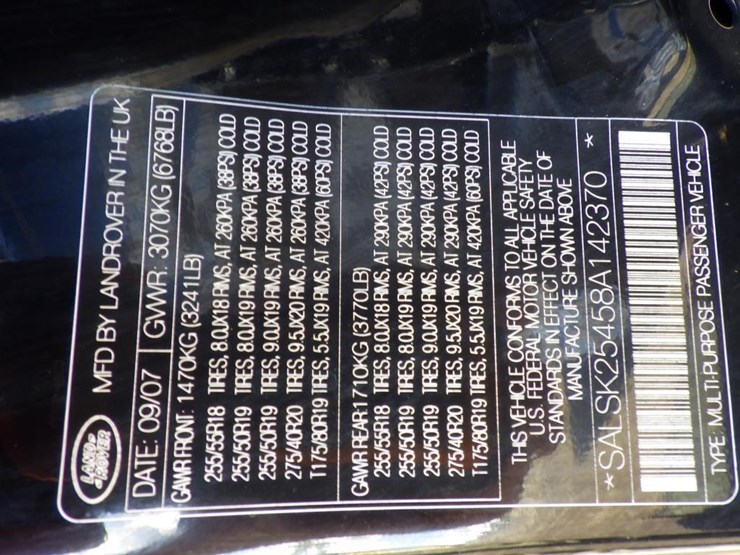 LAND ROVER
MFD BY LANDROVER IN THE UK
DATE: 09/07 GVWR: 3070KG (6768LB)
GAWR FRONT: 1470KG (3241LB)
255/55R18 TIRES, 8.0JX18 RIMS, AT 260KPA (38PSI) COLD
255/50R19 TIRES, 8.0JX19 RIMS, AT 260KPA (38PSI) COLD
255/50R19 TIRES, 9.0JX19 RIMS, AT 260KPA (38PSI) COLD
275/40R20 TIRES, 9.5JX20 RIMS, AT 260KPA (38PSI) COLD
T175/80R19 TIRES, 5.5JX19 RIMS, AT 420KPA (60PSI) COLD
GAWR REAR:1710KG (3770LB)
255/55R18 TIRES, 8.0JX18 RIMS, AT 290KPA (42PSI) COLD
255/50R19 TIRES, 8.0JX19 RIMS, AT 290KPA (42PSI) COLD
255/50R19 TIRES, 9.0JX19 RIMS, AT 290KPA (42PSI) COLD
275/40R20 TIRES, 9.5JX20 RIMS, AT 290KPA (42PSI) COLD
T175/80R19 TIRES, 5.5JX19 RIMS, AT 420KPA (60PSI) COLD
THIS VEHICLE CONFORMS TO ALL APPLICABLE
U.S. FEDERAL MOTOR VEHICLE SAFETY
STANDARDS IN EFFECT ON THE DATE OF
MANUFACTURE SHOWN ABOVE
*SALSK25458A142370 *
TYPE: MULTI-PURPOSE PASSENGER VEHICLE